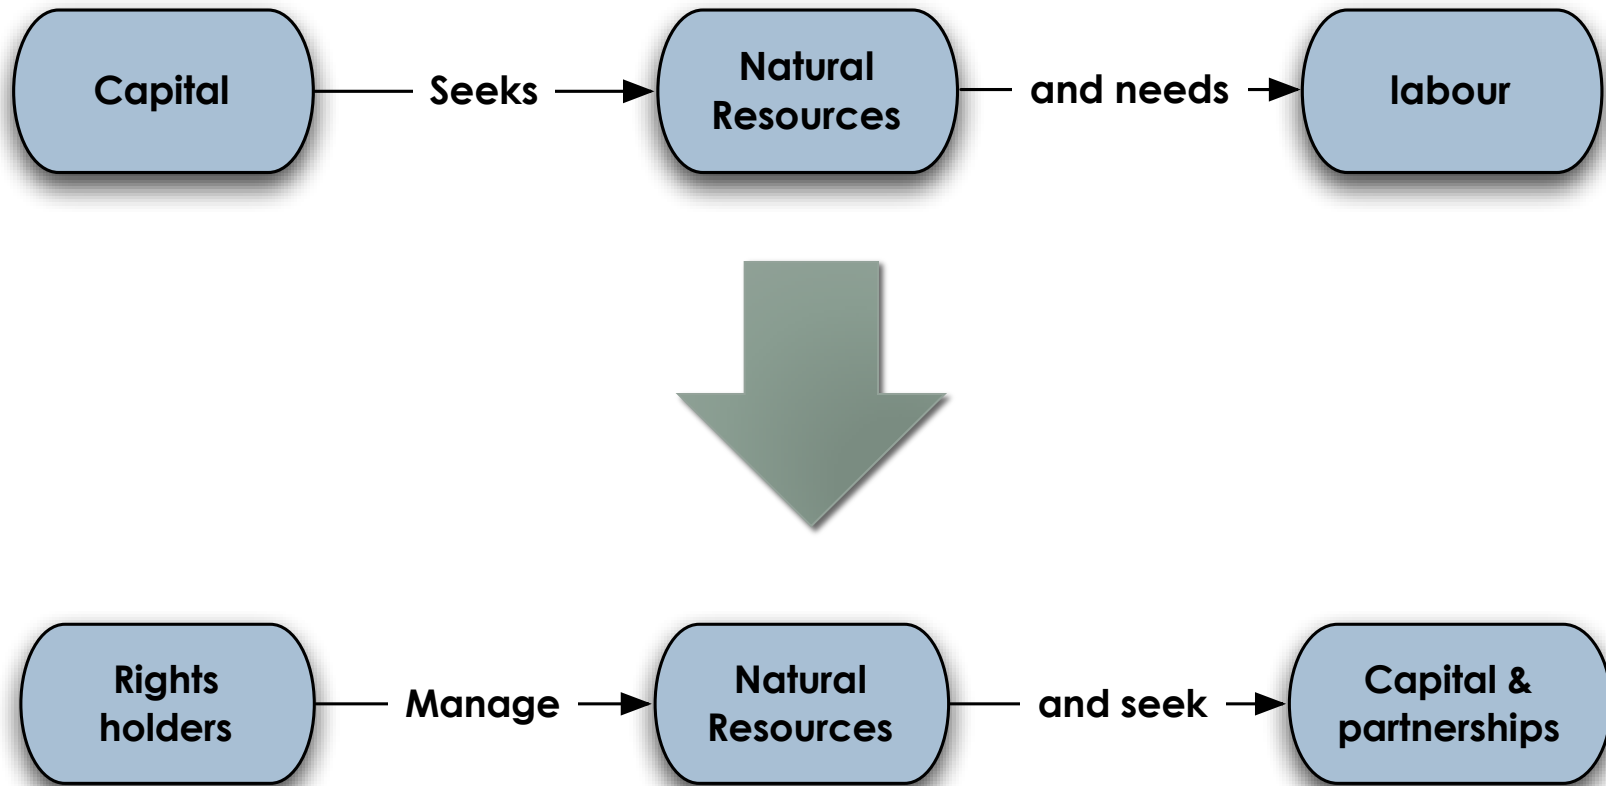 Capital
Seeks
Natural
Resources
and needs
labour
Rights
holders
Manage
Natural
Resources
and seek
Capital &
partnerships